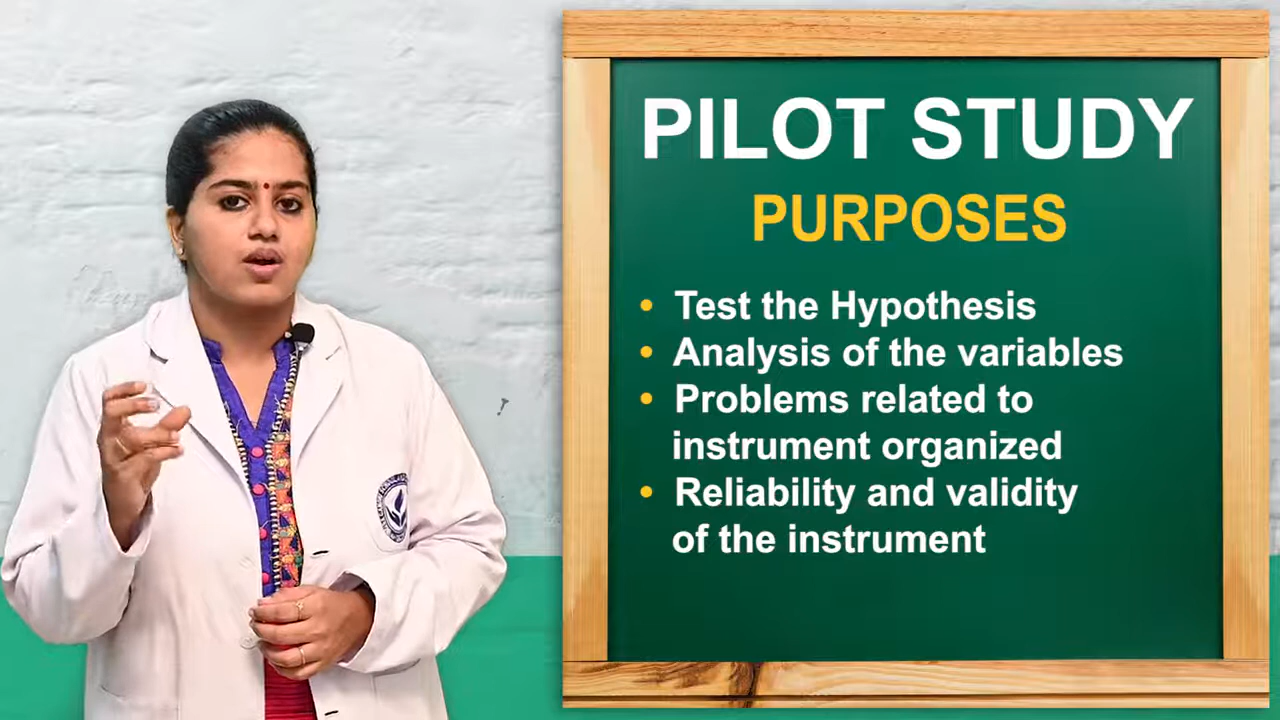 PILOT STUDY
PURPOSES
• Test the Hypothesis
• Analysis of the variables
• Problems related to
instrument organized
• Reliability and validity
of the instrument